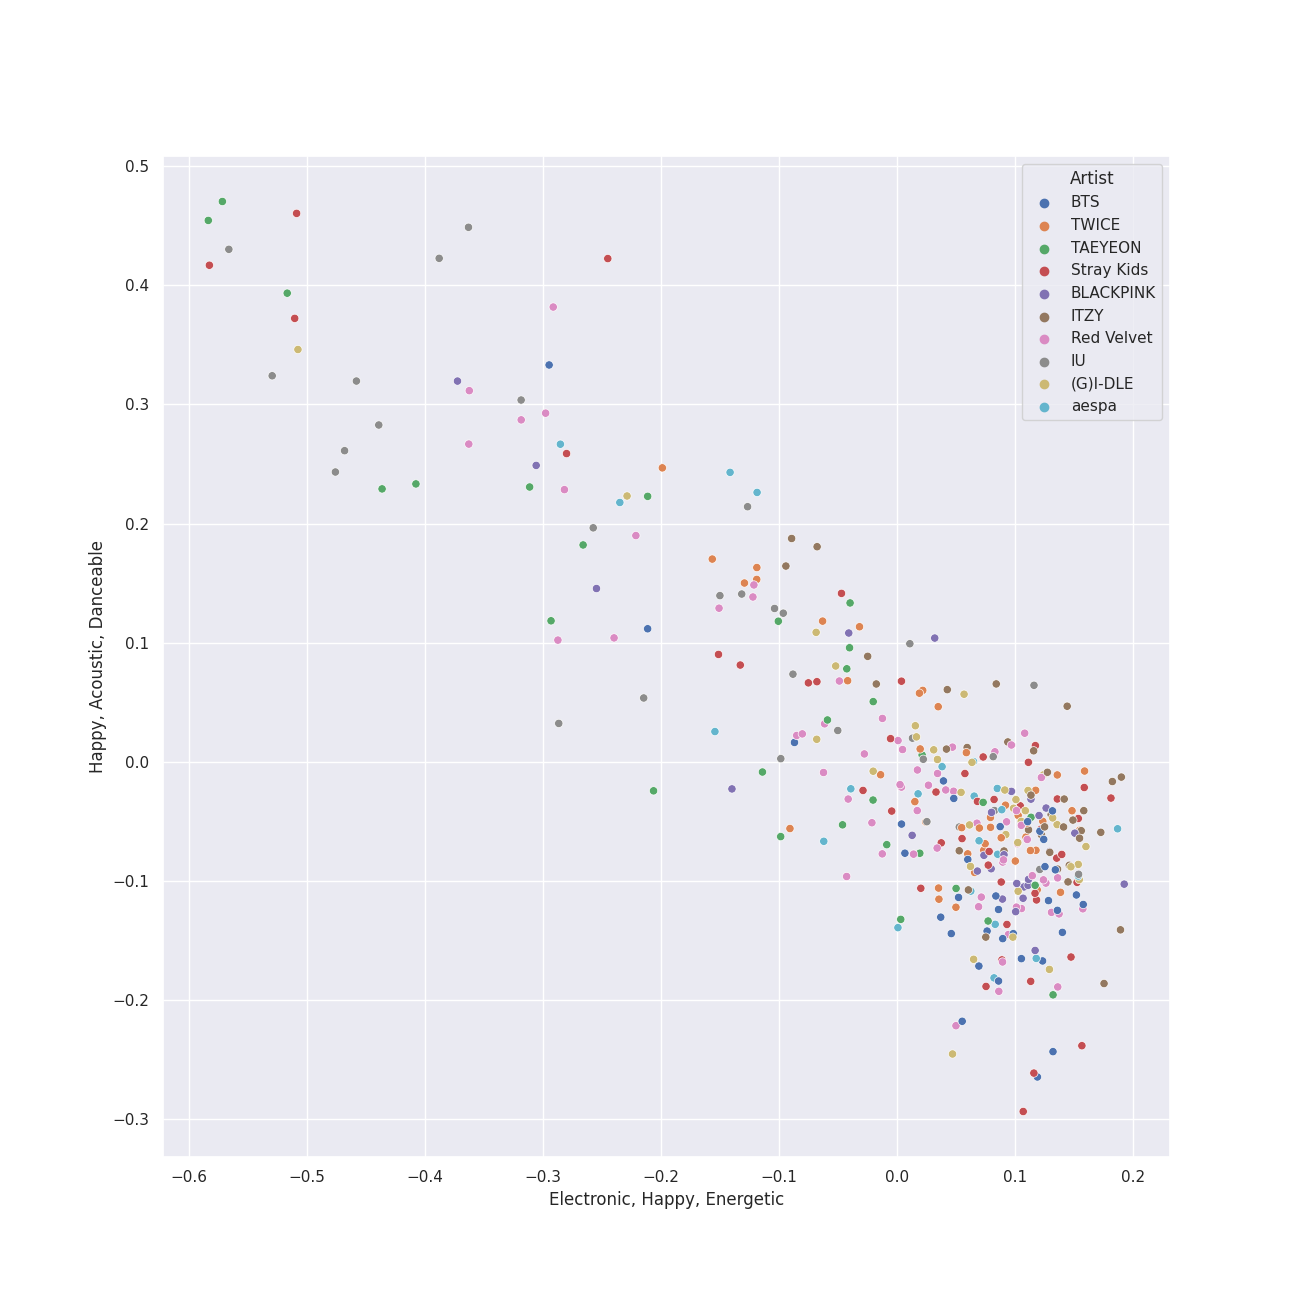 Artist
BTS
TWICE
TAEYEON
Stray Kids
BLACKPINK
ITZY
Red Velvet
IU
(G)I-DLE
aespa
0.5
0.4
0.3
0.2
0.1
0.0
−0.1
−0.2
−0.3
Happy, Acoustic, Danceable
−0.6 −0.5 −0.4 −0.3 −0.2 −0.1 0.0 0.1 0.2
Electronic, Happy, Energetic